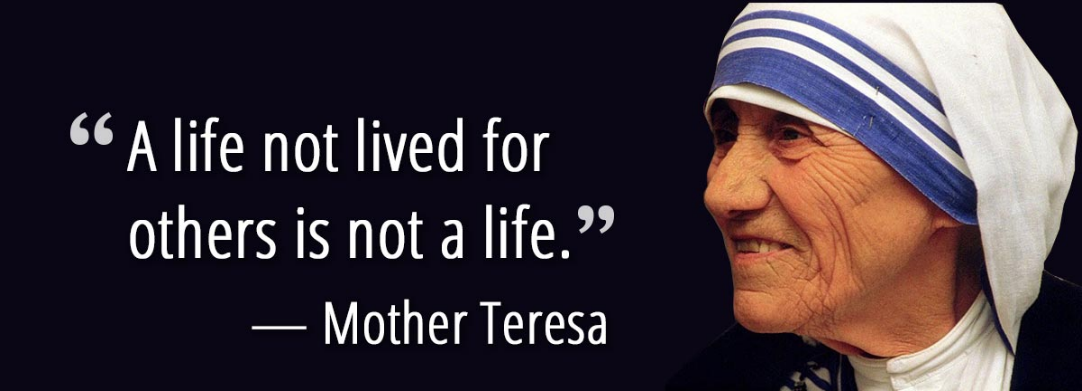 “A life not lived for
others is not a life.”
— Mother Teresa